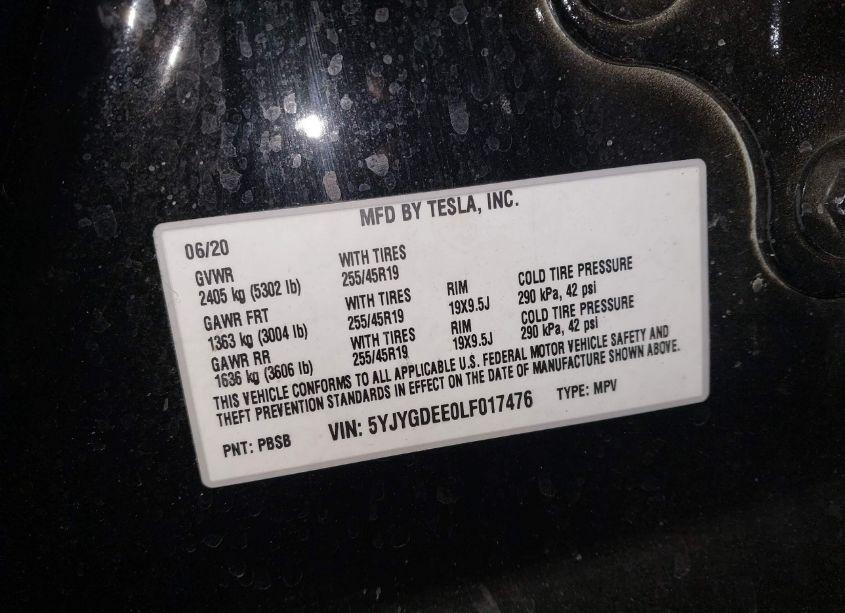 MFD BY TESLA, INC.
06/20
GVWR WITH TIRES
2405 kg (5302 lb) 255/45R19
GAWR FRT WITH TIRES RIM COLD TIRE PRESSURE
1363 kg (3004 lb) 255/45R19 19X9.5J 290 kPa, 42 psi
GAWR RR WITH TIRES RIM COLD TIRE PRESSURE
1636 kg (3606 lb) 255/45R19 19X9.5J 290 kPa, 42 psi
THIS VEHICLE CONFORMS TO ALL APPLICABLE U.S. FEDERAL MOTOR VEHICLE SAFETY AND
THEFT PREVENTION STANDARDS IN EFFECT ON THE DATE OF MANUFACTURE SHOWN ABOVE.
PNT: PBSB VIN: 5YJYGDEE0LF017476 TYPE: MPV